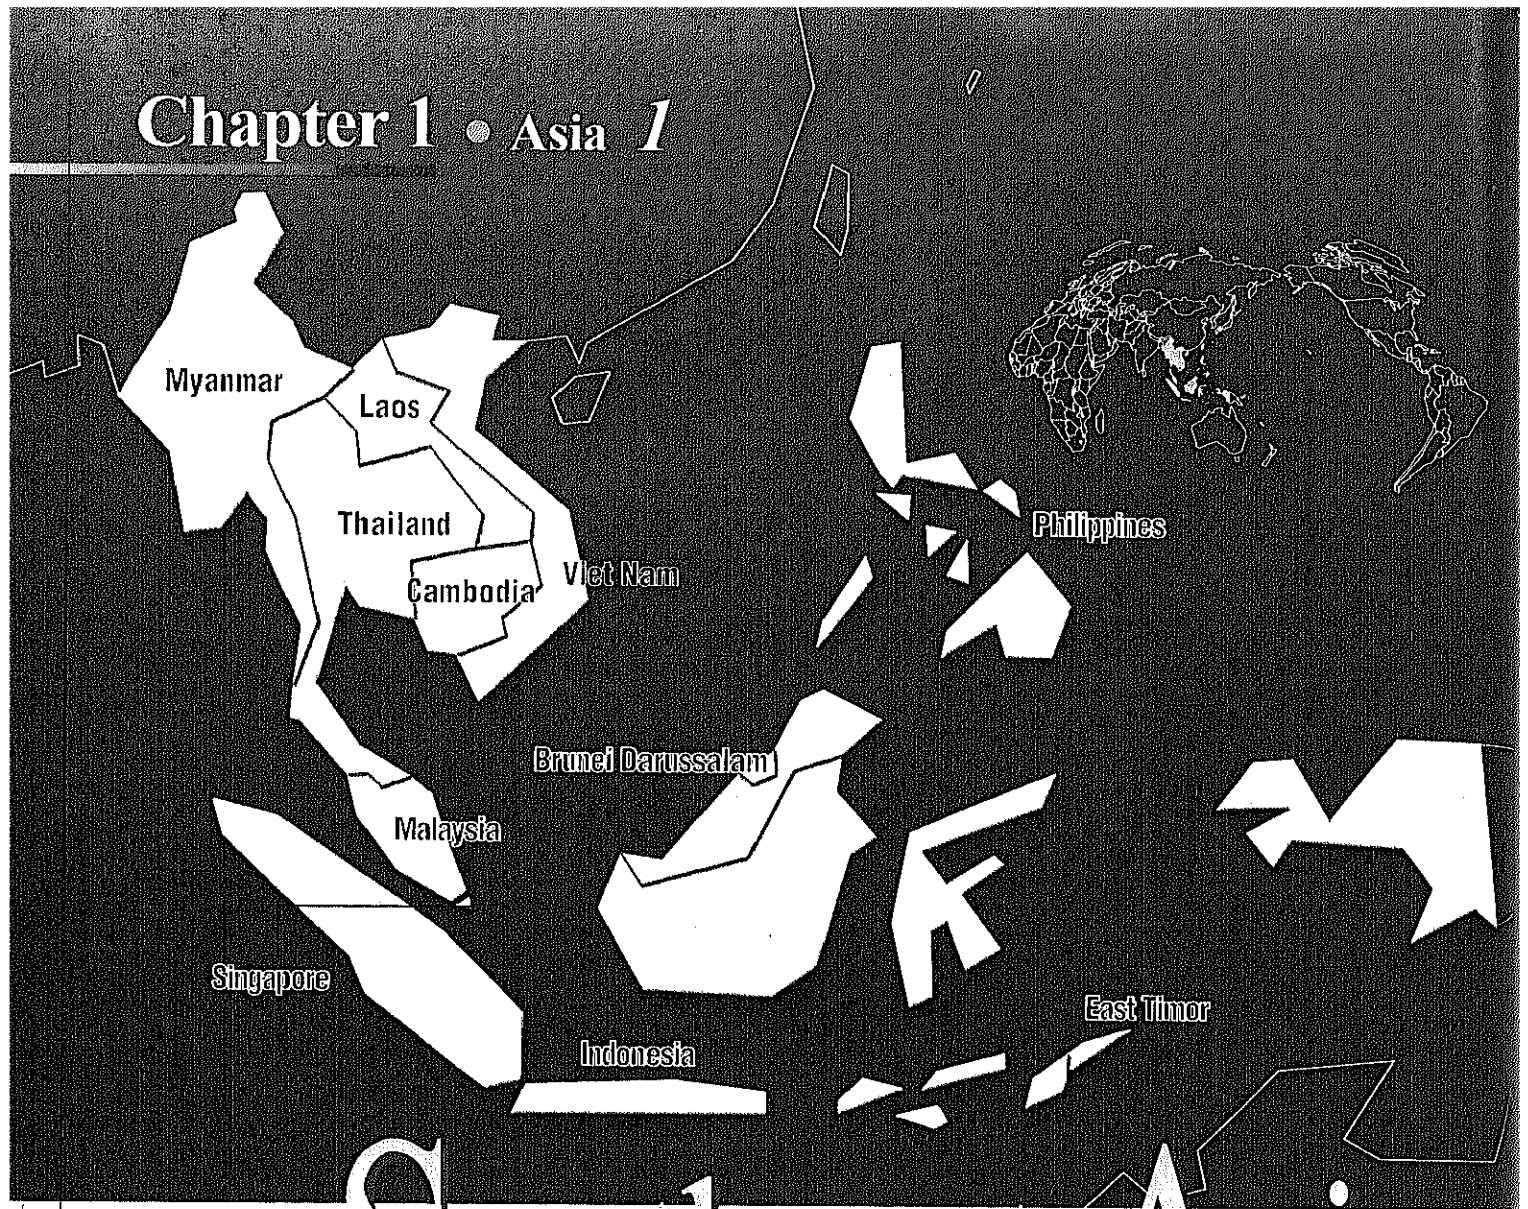 Chapter 1 • Asia 1
Myanmar
Laos
Thailand
Philippines
Viet Nam
Cambodia
Brunei Darussalam
Malaysia
Singapore
East Timor
Indonesia